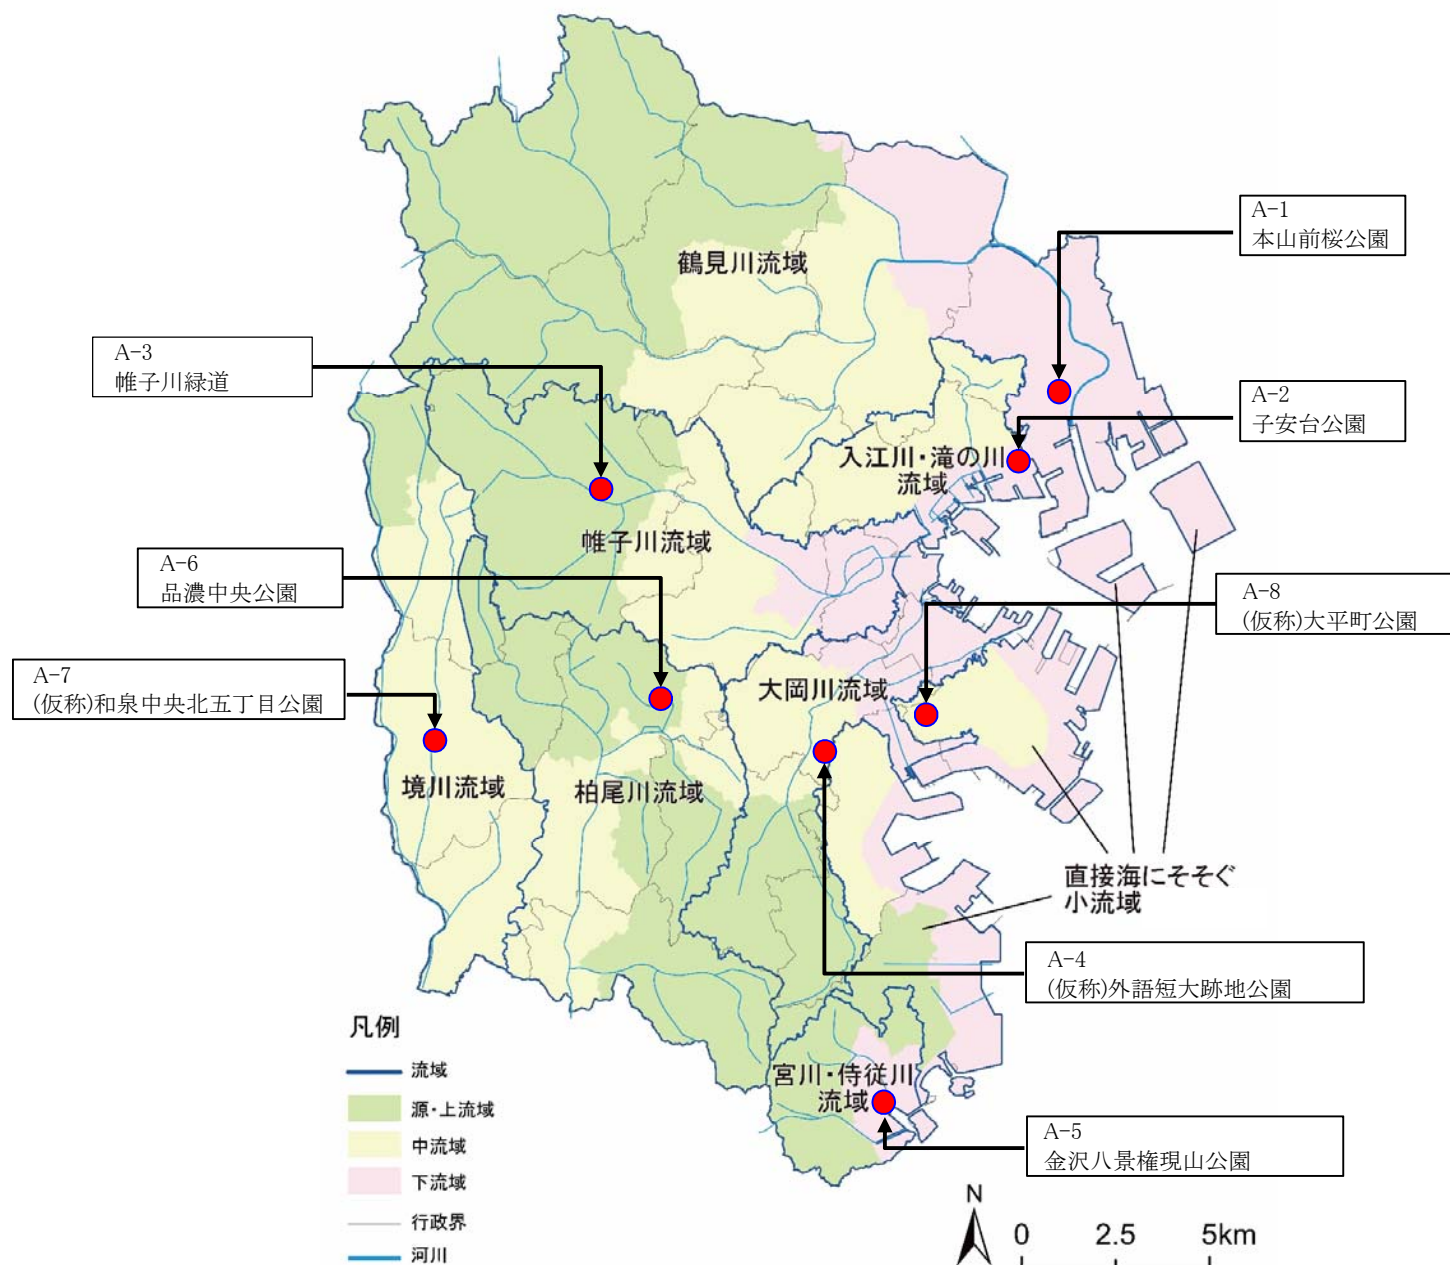 A-1
本山前桜公園
鶴見川流域
A-3
帷子川緑道
A-2
子安台公園
入江川・滝の川
流域
帷子川流域
A-6
品濃中央公園
A-8
(仮称)大平町公園
A-7
(仮称)和泉中央北五丁目公園
大岡川流域
境川流域
柏尾川流域
直接海にそそぐ
小流域
A-4
(仮称)外語短大跡地公園
凡例
流域
源・上流域
中流域
下流域
行政界
河川
宮川・侍従川
流域
A-5
金沢八景権現山公園
N
0 2.5 5km